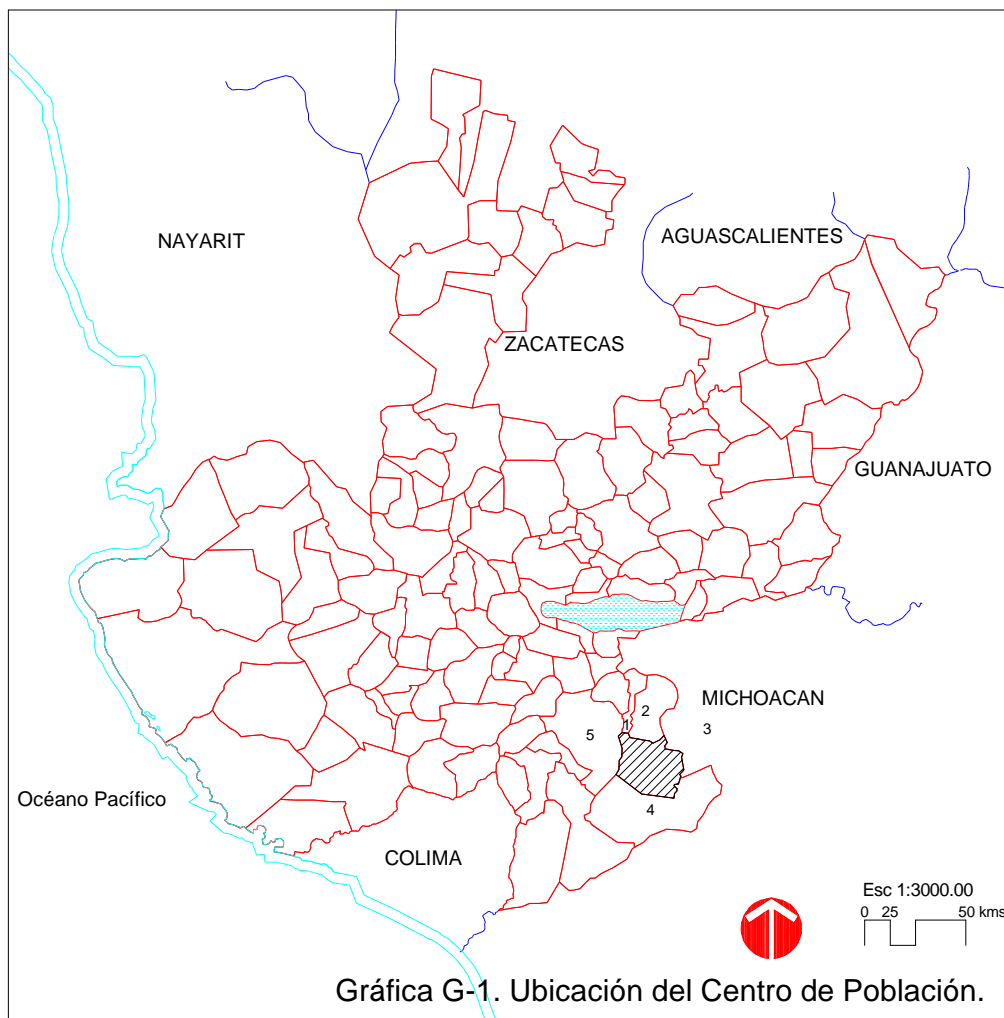 NAYARIT
AGUASCALIENTES
ZACATECAS
GUANAJUATO
MICHOACAN
2
1
3
5
4
Océano Pacífico
COLIMA
Esc 1:3000.00
0 25 50 kms
Gráfica G-1. Ubicación del Centro de Población.